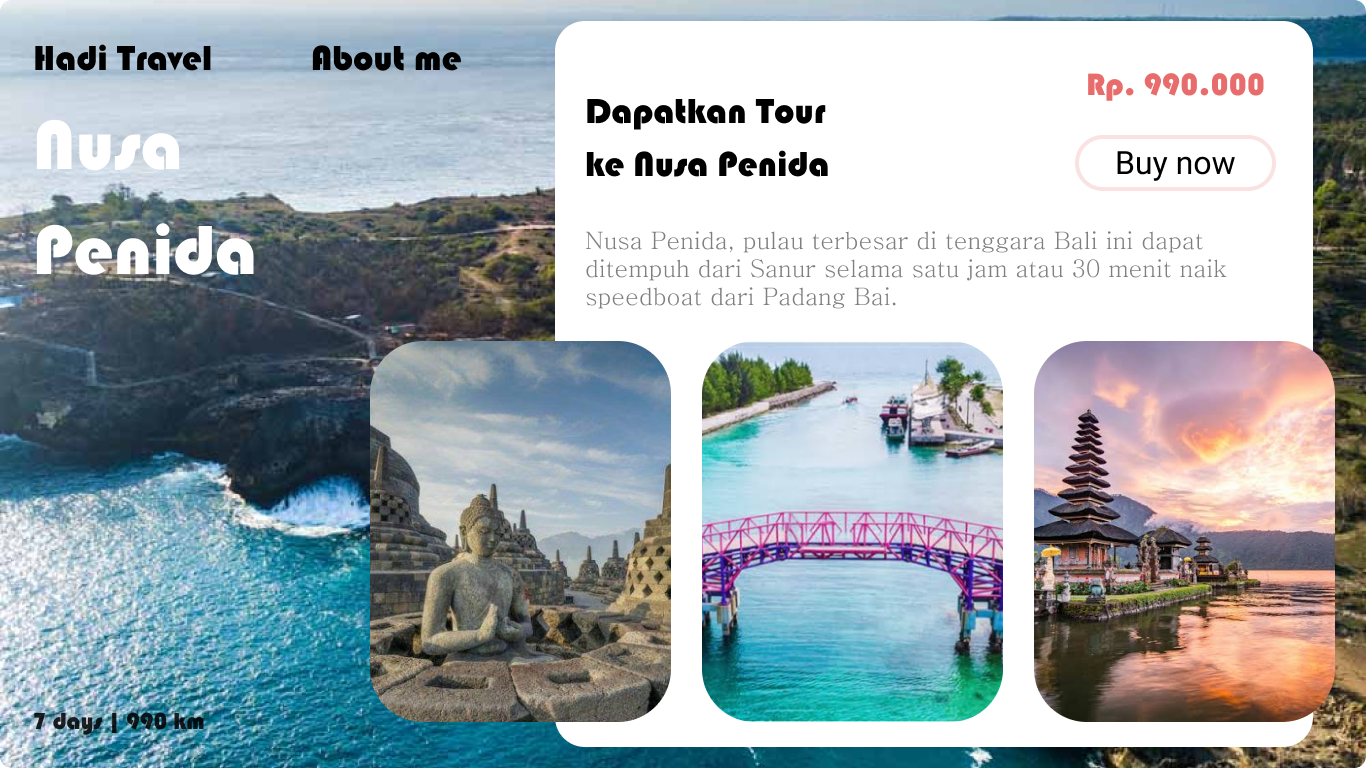 Hadi Travel
About me
Nusa
Penida
7 days | 990 km
Dapatkan Tour
ke Nusa Penida
Rp. 990.000
Buy now
Nusa Penida, pulau terbesar di tenggara Bali ini dapat
ditempuh dari Sanur selama satu jam atau 30 menit naik
speedboat dari Padang Bai.